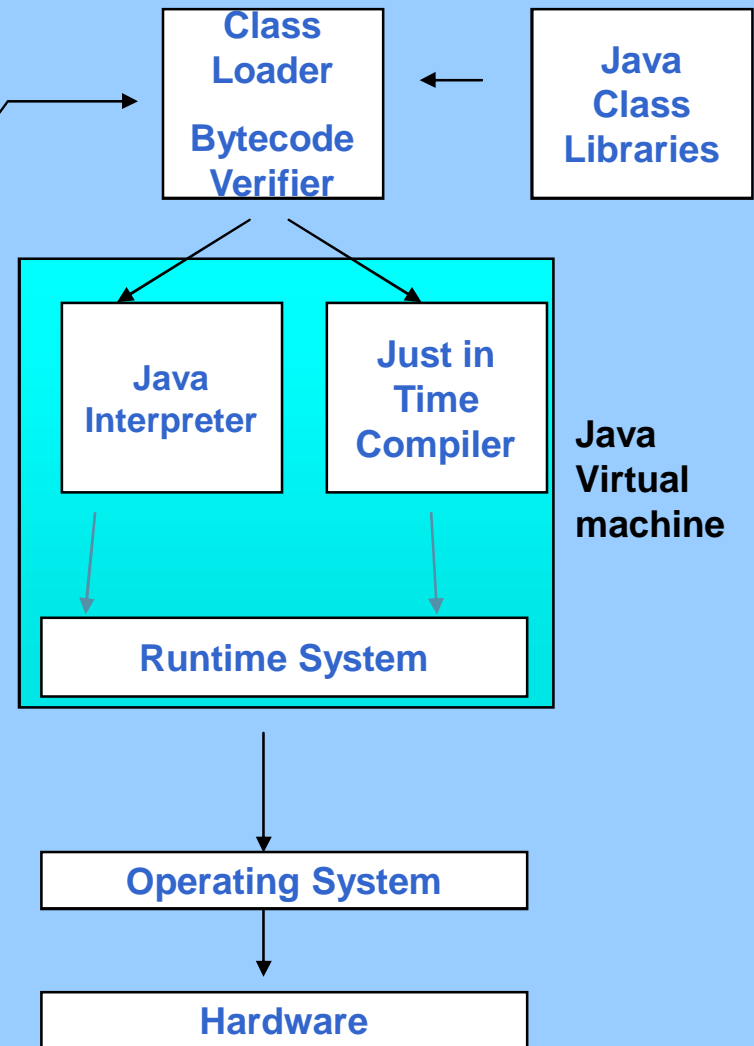 Class
Loader
Bytecode
Verifier
Java
Class
Libraries
Java
Interpreter
Just in
Time
Compiler
Java
Virtual
machine
Runtime System
Operating System
Hardware